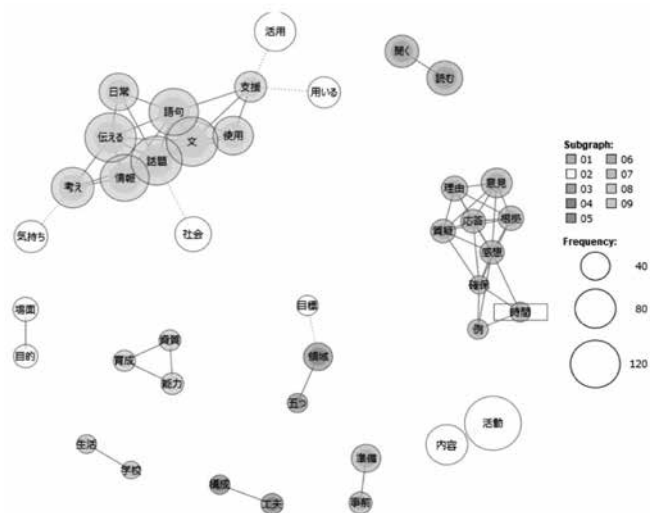 活用
用いる
支援
日常
語句
伝える
文
使用
話題
考え
情報
気持ち
社会
聞く
読む
Subgraph:
01 06
02 07
03 08
04 09
05
Frequency:
40
80
120
理由
意見
質疑
応答
根拠
感想
確保
時間
例
場面
目的
資質
育成
能力
目標
領域
五つ
活動
内容
生活
学校
構成
工夫
準備
事前